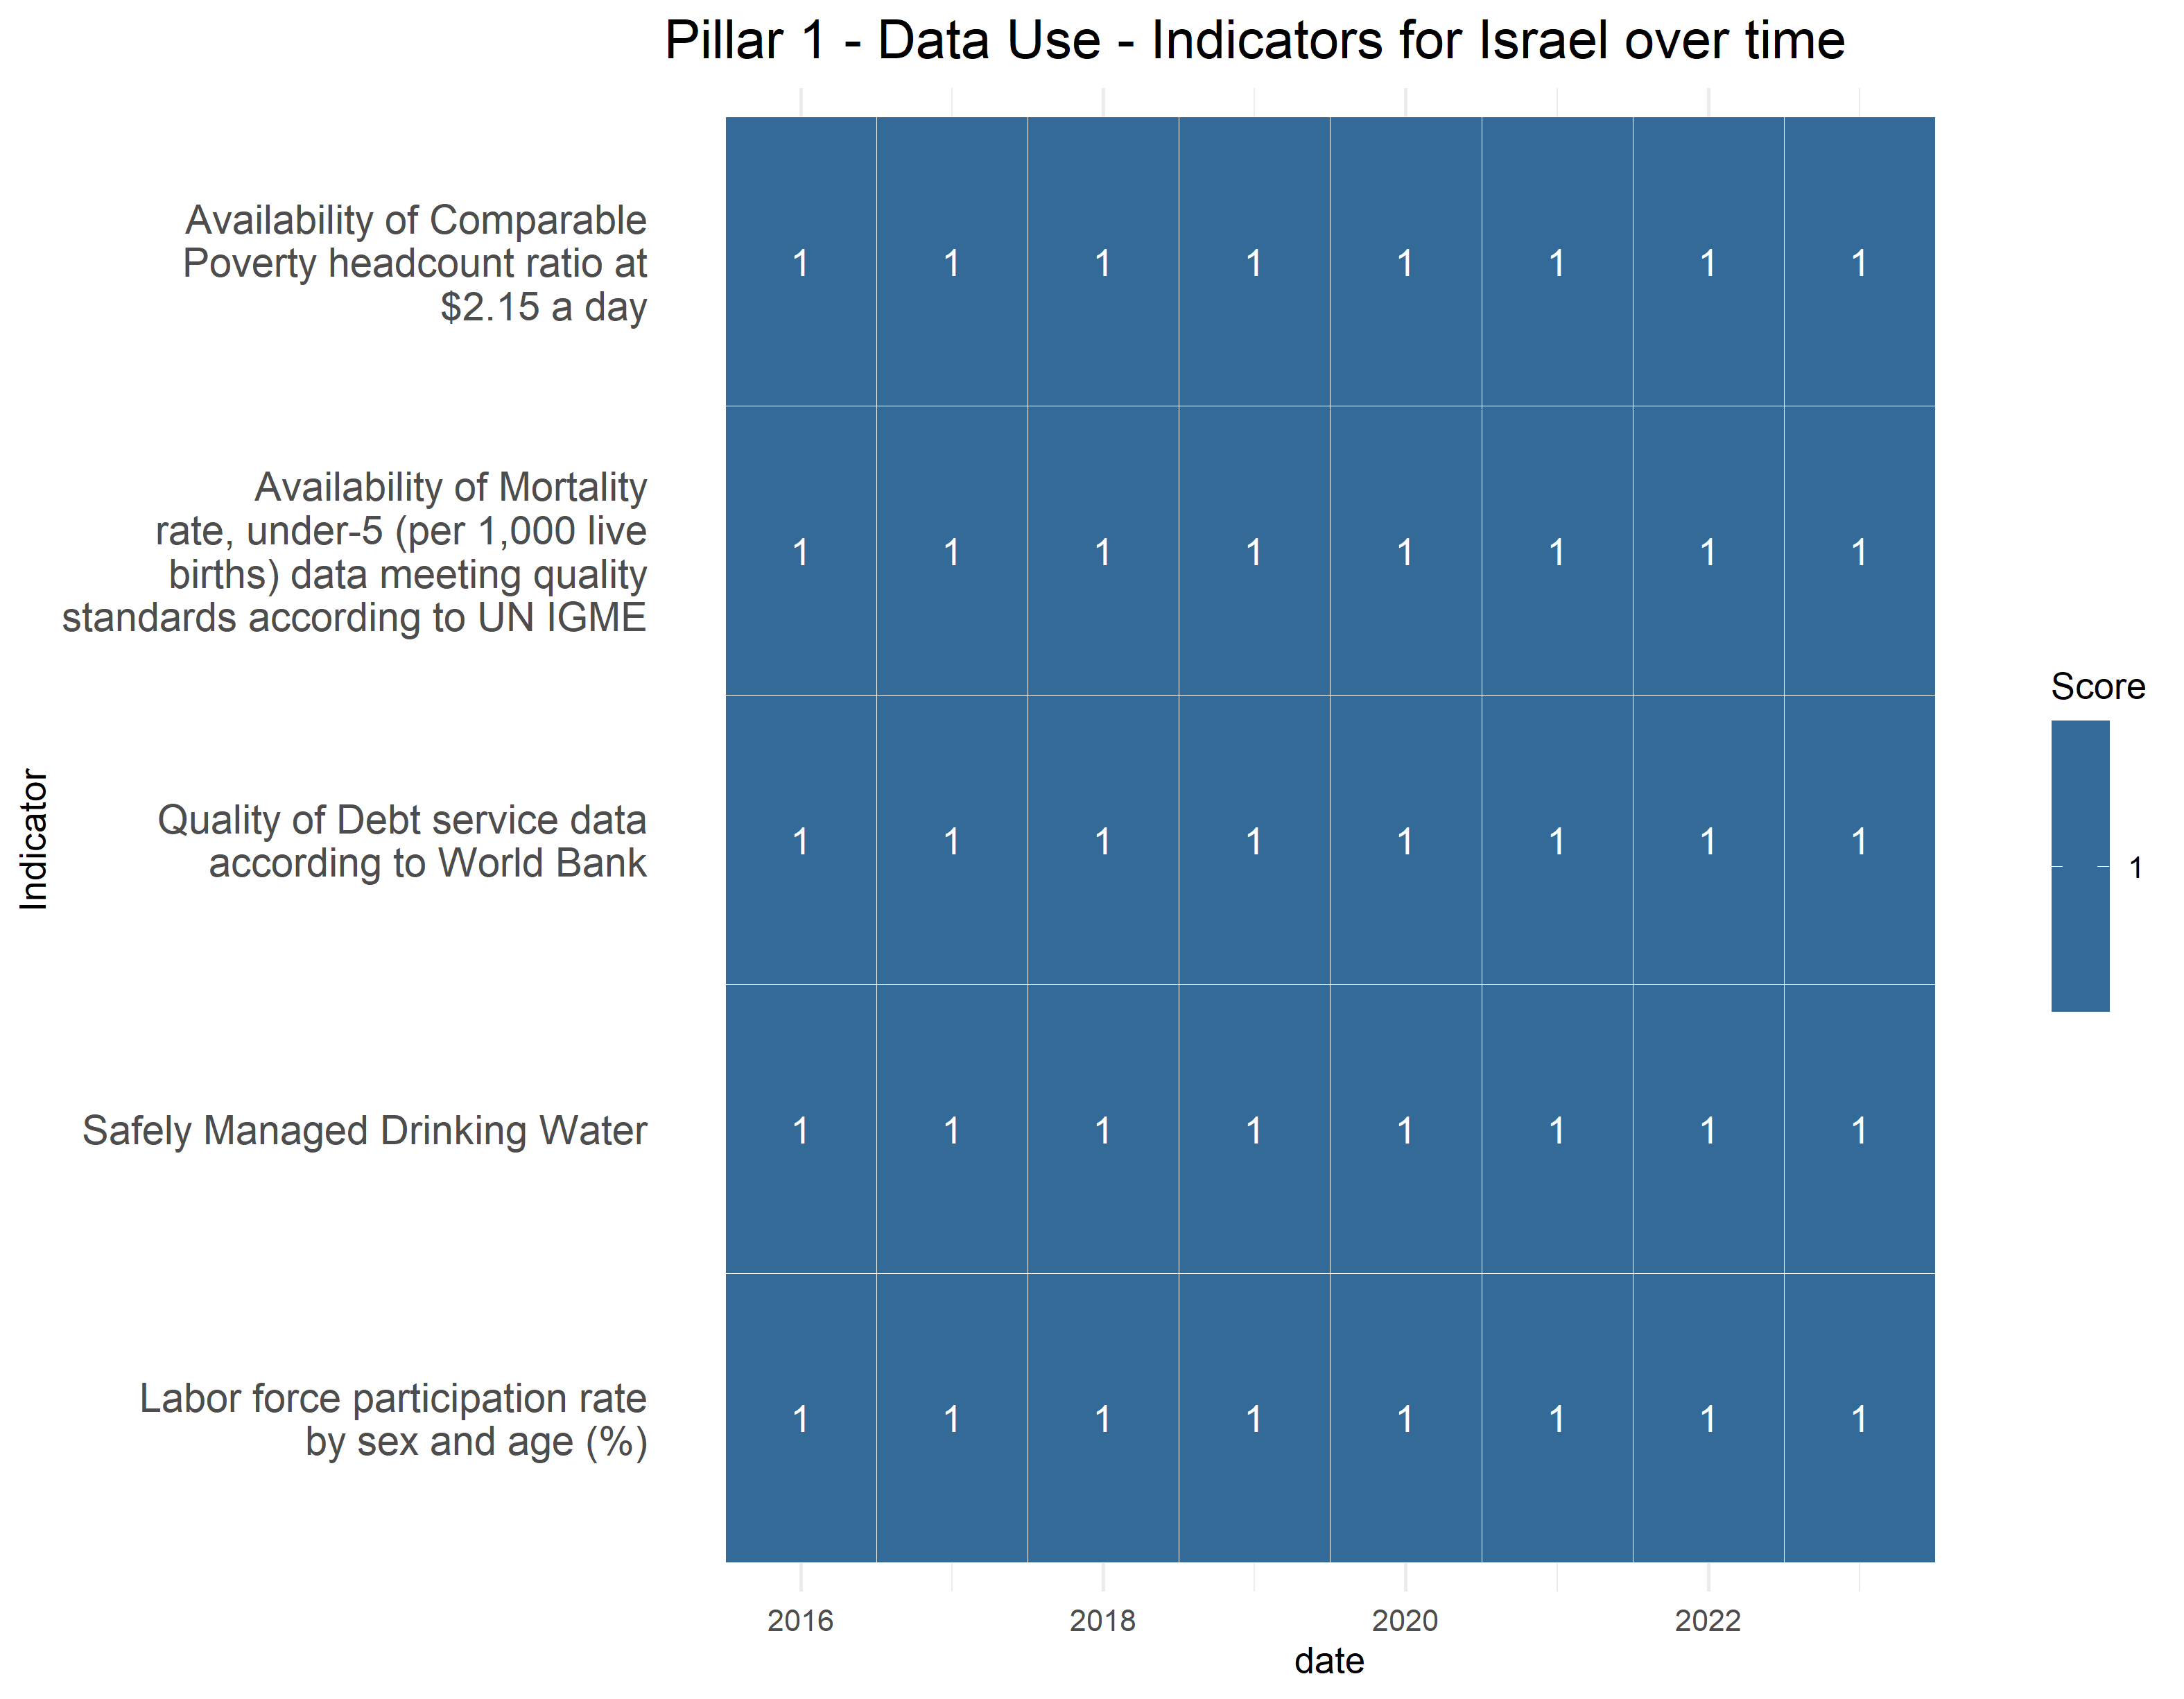 Pillar 1 - Data Use - Indicators for Israel over time
Indicator
Availability of Comparable
Poverty headcount ratio at
$2.15 a day
1 1 1 1 1 1 1 1
Availability of Mortality
rate, under-5 (per 1,000 live
births) data meeting quality
standards according to UN IGME
1 1 1 1 1 1 1 1
Quality of Debt service data
according to World Bank
1 1 1 1 1 1 1 1
Safely Managed Drinking Water
1 1 1 1 1 1 1 1
Labor force participation rate
by sex and age (%)
1 1 1 1 1 1 1 1
2016 2018 2020 2022
date
Score
1